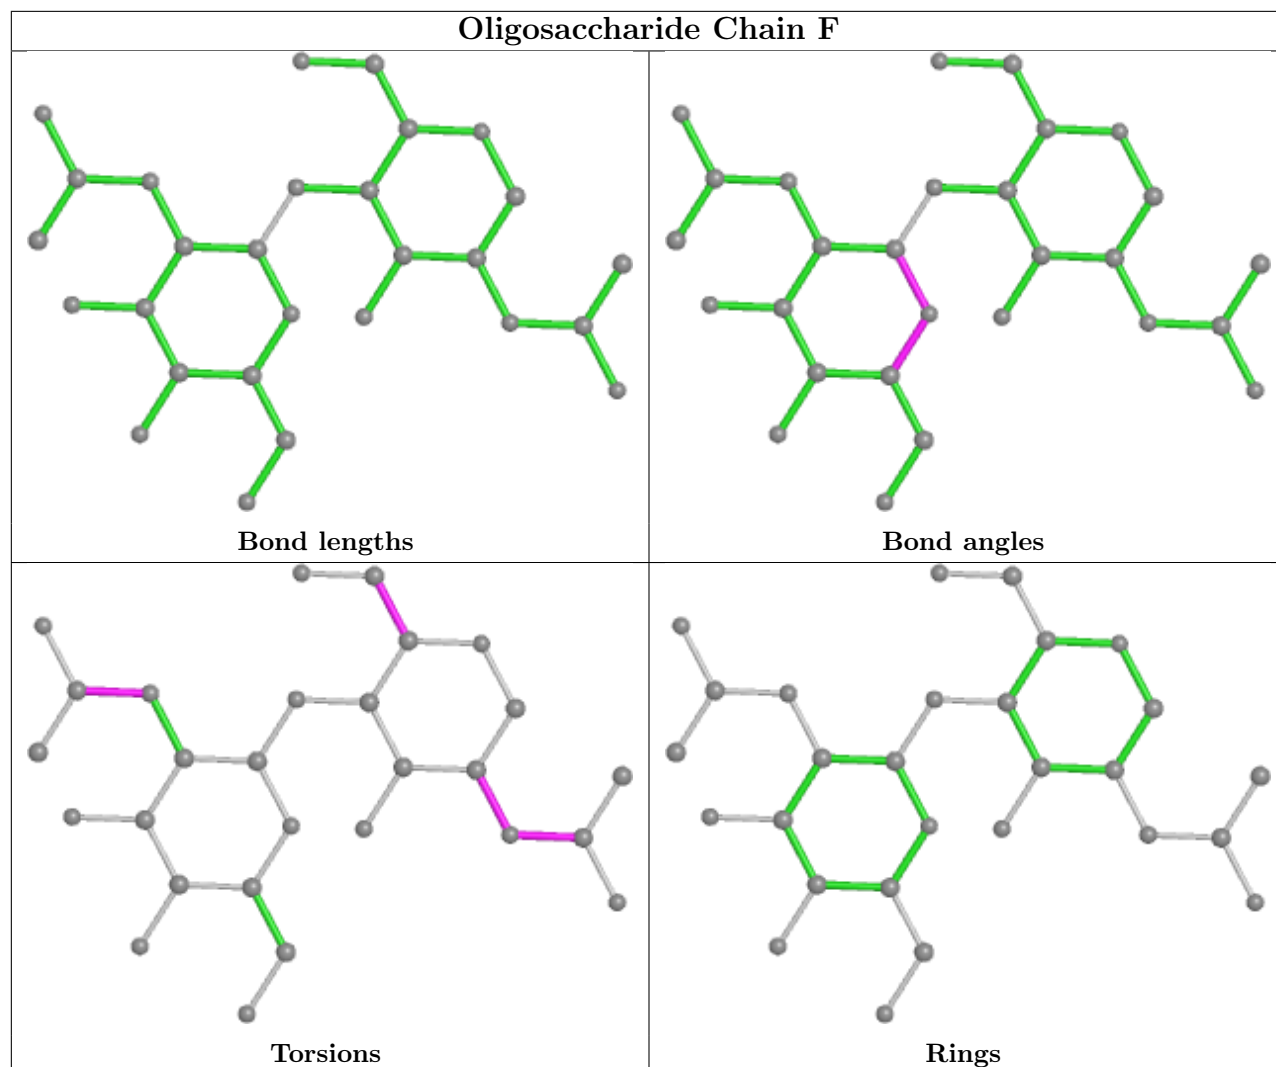 Oligosaccharide Chain F
Bond lengths
Bond angles
Torsions
Rings